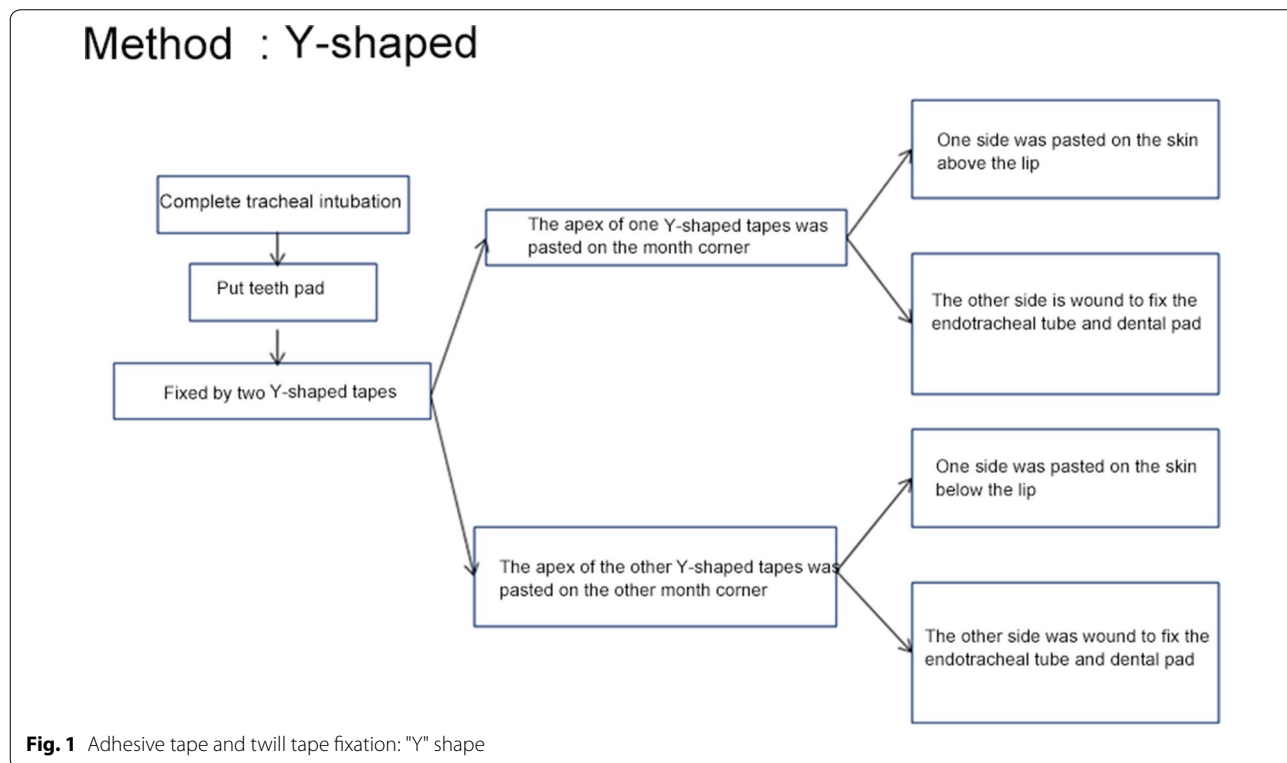 Method : Y-shaped
Complete tracheal intubation
Put teeth pad
Fixed by two Y-shaped tapes
The apex of one Y-shaped tapes was
pasted on the month corner
One side was pasted on the skin
above the lip
The other side is wound to fix the
endotracheal tube and dental pad
The apex of the other Y-shaped tapes was
pasted on the other month corner
One side was pasted on the skin
below the lip
The other side was wound to fix the
endotracheal tube and dental pad
Fig. 1 Adhesive tape and twill tape fixation: "Y" shape